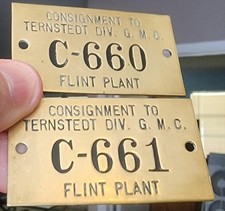 CONSIGNMENT TO
TERNSTEDT DIV. G. M. C.
C-660
FLINT PLANT
CONSIGNMENT TO
TERNSTEDT DIV. G. M. C.
C-661
FLINT PLANT